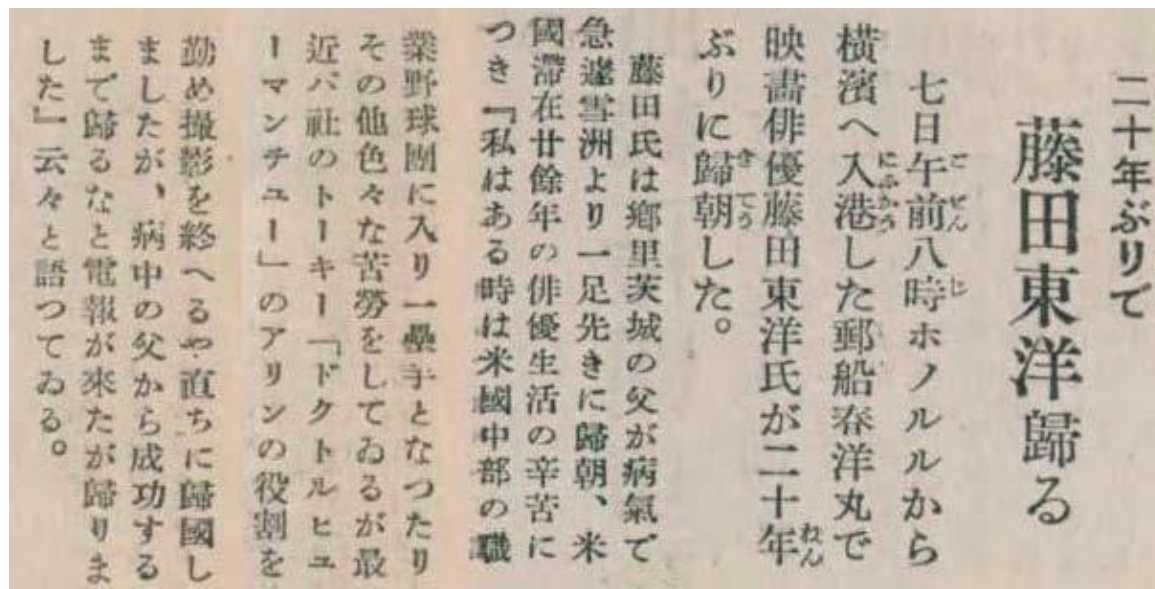 二十年ぶりで
藤田東洋歸る
七日午前八時ホノルルから
横濱へ入港した郵船春洋丸で
映畵俳優藤田東洋氏が二十年
ぶりに歸朝した。
藤田氏は郷里茨城の父が病氣で
急遽雪洲より一足先きに歸朝、米
國滞在廿餘年の俳優生活の辛苦に
つき『私はある時は米國中部の職
業野球團に入り一壘手となつたり
その他色々な苦勞をしてゐるが最
近パ社のトーキー「ドクトルヒユ
ーマンチユー」のアリンの役割を
勤め撮影を終へるや直ちに歸國し
ましたが、病中の父から成功する
まで歸るなと電報が來たが歸りま
した』云々と語つてゐる。